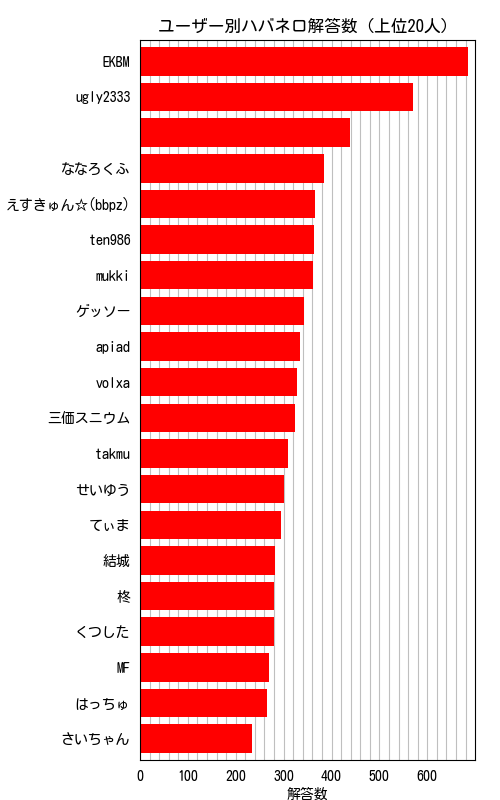 ユーザー別ハバネロ解答数 (上位20人)
EKBM
ugly2333
ななろくふ
えすきゅん☆(bbpz)
ten986
mukki
ゲッソー
apiad
volxa
三価スニウム
takmu
せいゆう
てぃま
結城
柊
くつした
MF
はっちゅ
さいちゃん
0 100 200 300 400 500 600
解答数